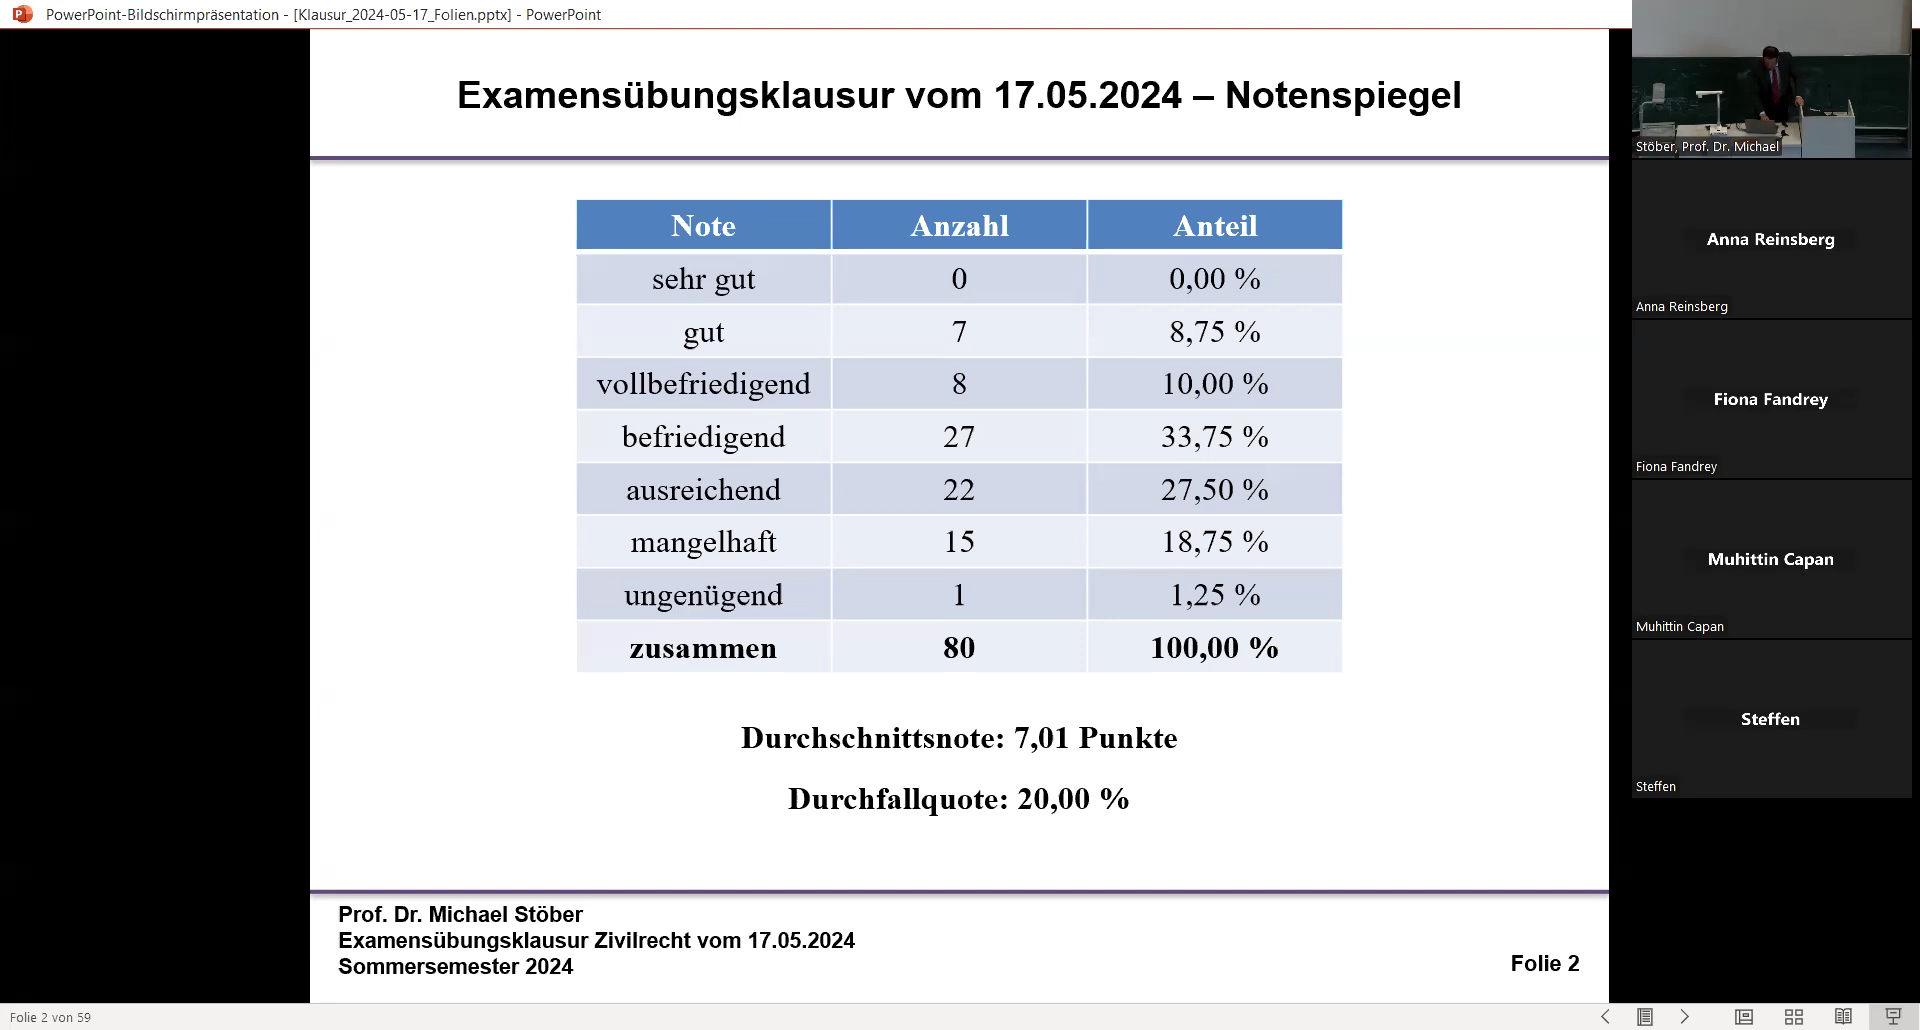 PowerPoint-Bildschirmpräsentation - [Klausur_2024-05-17_Folien.pptx] - PowerPoint
Examensübungsklausur vom 17.05.2024 – Notenspiegel
Note Anzahl Anteil
sehr gut 0 0,00 %
gut 7 8,75 %
vollbefriedigend 8 10,00 %
befriedigend 27 33,75 %
ausreichend 22 27,50 %
mangelhaft 15 18,75 %
ungenügend 1 1,25 %
zusammen 80 100,00 %
Durchschnittsnote: 7,01 Punkte
Durchfallquote: 20,00 %
Prof. Dr. Michael Stöber
Examensübungsklausur Zivilrecht vom 17.05.2024
Sommersemester 2024
Folie 2
Stöber, Prof. Dr. Michael
Anna Reinsberg
Anna Reinsberg
Fiona Fandrey
Fiona Fandrey
Muhittin Capan
Muhittin Capan
Steffen
Steffen
Folie 2 von 59